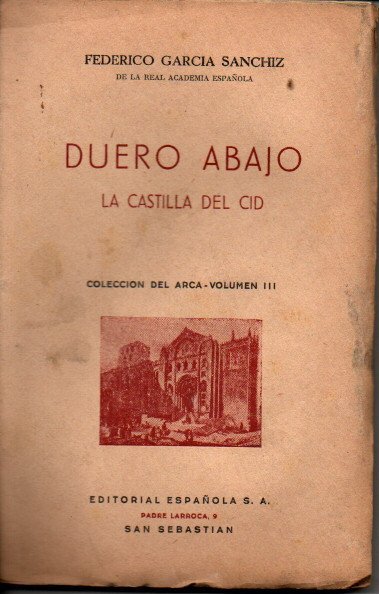 FEDERICO GARCIA SANCHIZ
DE LA REAL ACADEMIA ESPAÑOLA
DUERO ABAJO
LA CASTILLA DEL CID
COLECCION DEL ARCA - VOLUMEN III
EDITORIAL ESPAÑOLA S. A.
PADRE LARROCA, 9
SAN SEBASTIAN